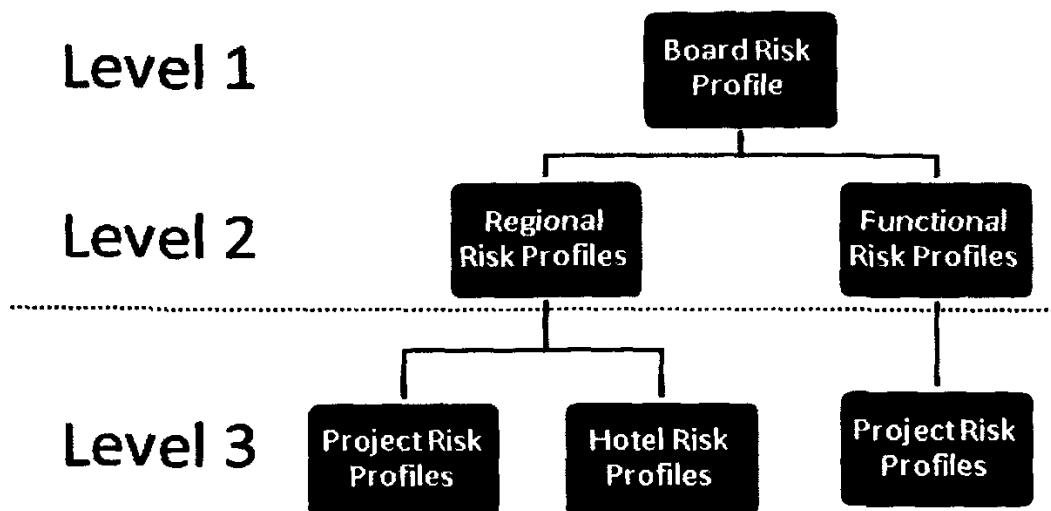 Level 1
Board Risk
Profile
Level 2
Regional
Risk Profiles
Functional
Risk Profiles
Level 3
Project Risk
Profiles
Hotel Risk
Profiles
Project Risk
Profiles